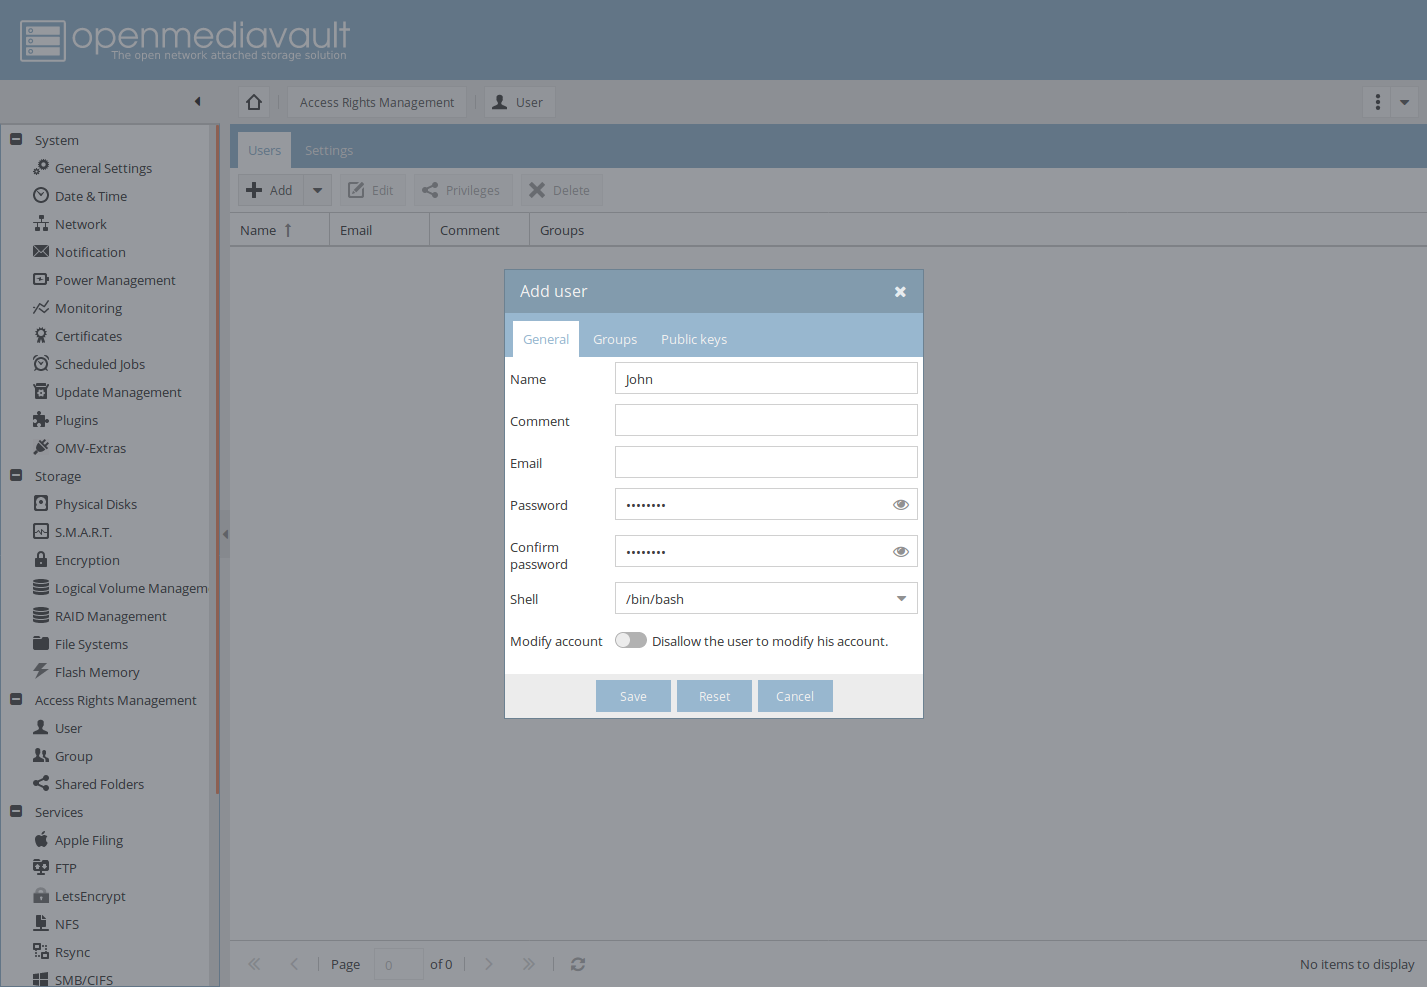 openmediavault
The open network attached storage solution
Access Rights Management
User
System
General Settings
Date & Time
Network
Notification
Power Management
Monitoring
Certificates
Scheduled Jobs
Update Management
Plugins
OMV-Extras
Storage
Physical Disks
S.M.A.R.T.
Encryption
Logical Volume Managem
RAID Management
File Systems
Flash Memory
Access Rights Management
User
Group
Shared Folders
Services
Apple Filing
FTP
LetsEncrypt
NFS
Rsync
SMB/CIFS
Users Settings
Add Edit Privileges Delete
Name Email Comment Groups
Add user
General Groups Public keys
Name John
Comment
Email
Password ••••••••
Confirm
password ••••••••
Shell /bin/bash
Modify account Disallow the user to modify his account.
Save Reset Cancel
Page 0 of 0 No items to display